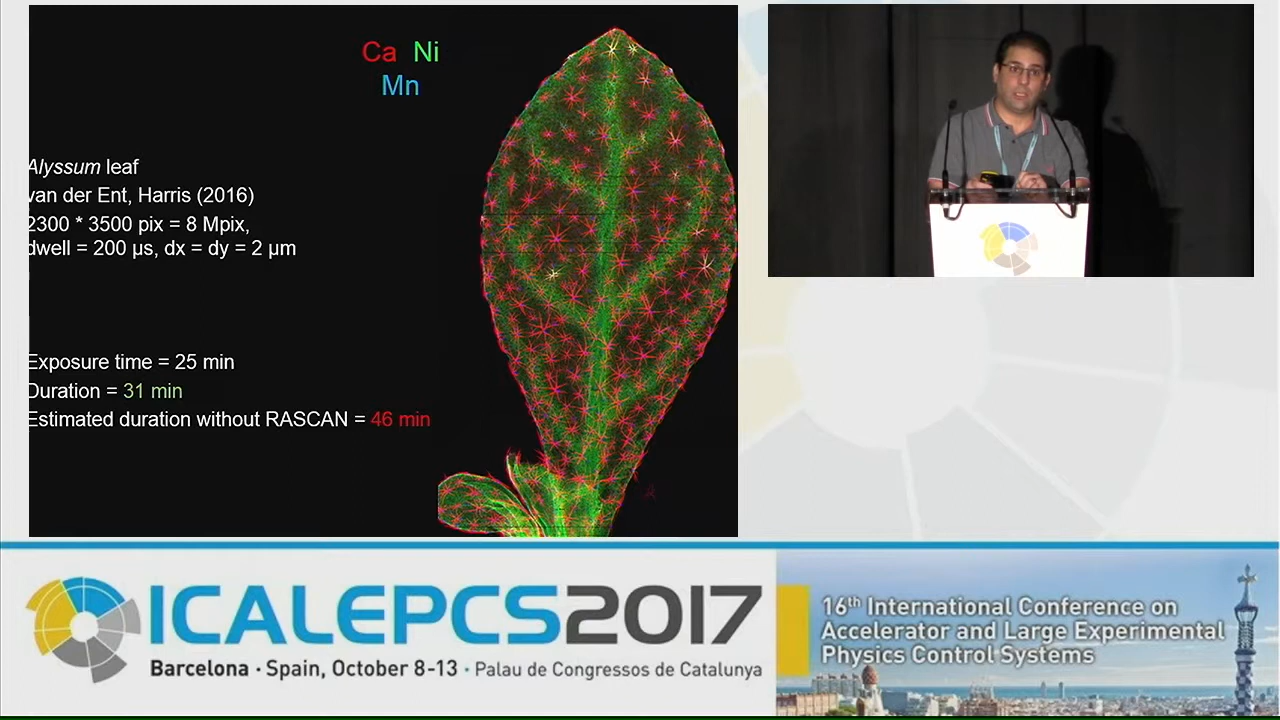 Ca Ni
Mn
Alyssum leaf
van der Ent, Harris (2016)
2300 * 3500 pix = 8 Mpix,
dwell = 200 µs, dx = dy = 2 µm
Exposure time = 25 min
Duration = 31 min
Estimated duration without RASCAN = 46 min
ICALEPCS2017
Barcelona · Spain, October 8-13 · Palau de Congressos de Catalunya
16th International Conference on
Accelerator and Large Experimental
Physics Control Systems